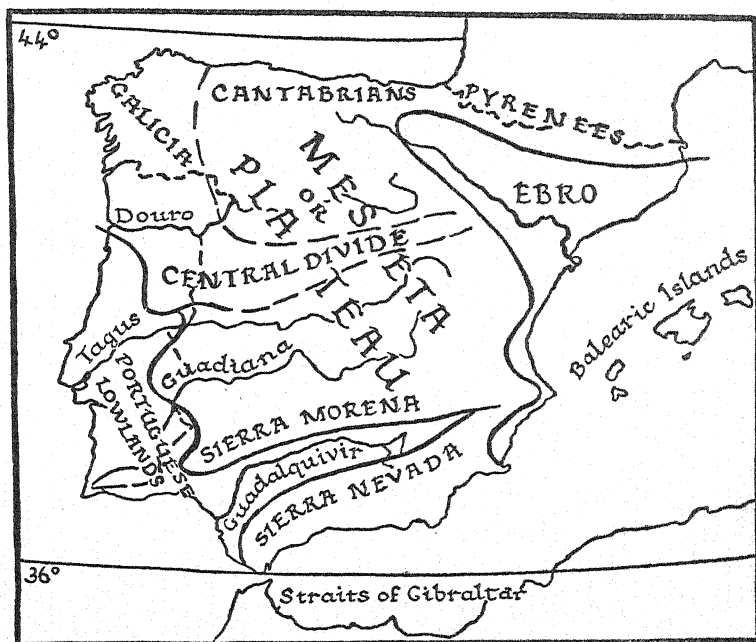 44°
CANTABRIANS
PYRENEES
GALICIA
MESETA
OR
PLATEAU
EBRO
Douro
CENTRAL DIVIDE
Balearic Islands
Tagus
Guadiana
PORTUGUESE
LOWLANDS
SIERRA MORENA
Guadalquivir
SIERRA NEVADA
36°
Straits of Gibraltar